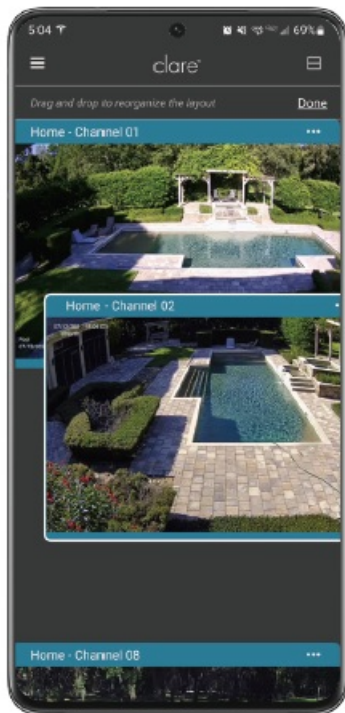 5:04
69%
clare
Drag and drop to reorganize the layout
Done
Home - Channel 01
Home - Channel 02
Pool
Home - Channel 08